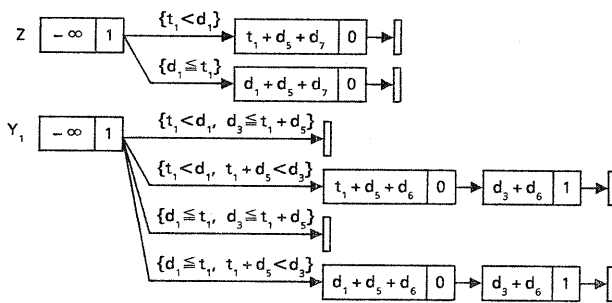 {t₁<d₁}
Z -∞ 1 t₁+d₅+d₇ 0
{d₁≦t₁}
d₁+d₅+d₇ 0
Y₁ -∞ 1 {t₁<d₁, d₃≦t₁+d₅}
{t₁<d₁, t₁+d₅<d₃}
t₁+d₅+d₆ 0 d₃+d₆ 1
{d₁≦t₁, d₃≦t₁+d₅}
{d₁≦t₁, t₁+d₅<d₃}
d₁+d₅+d₆ 0 d₃+d₆ 1